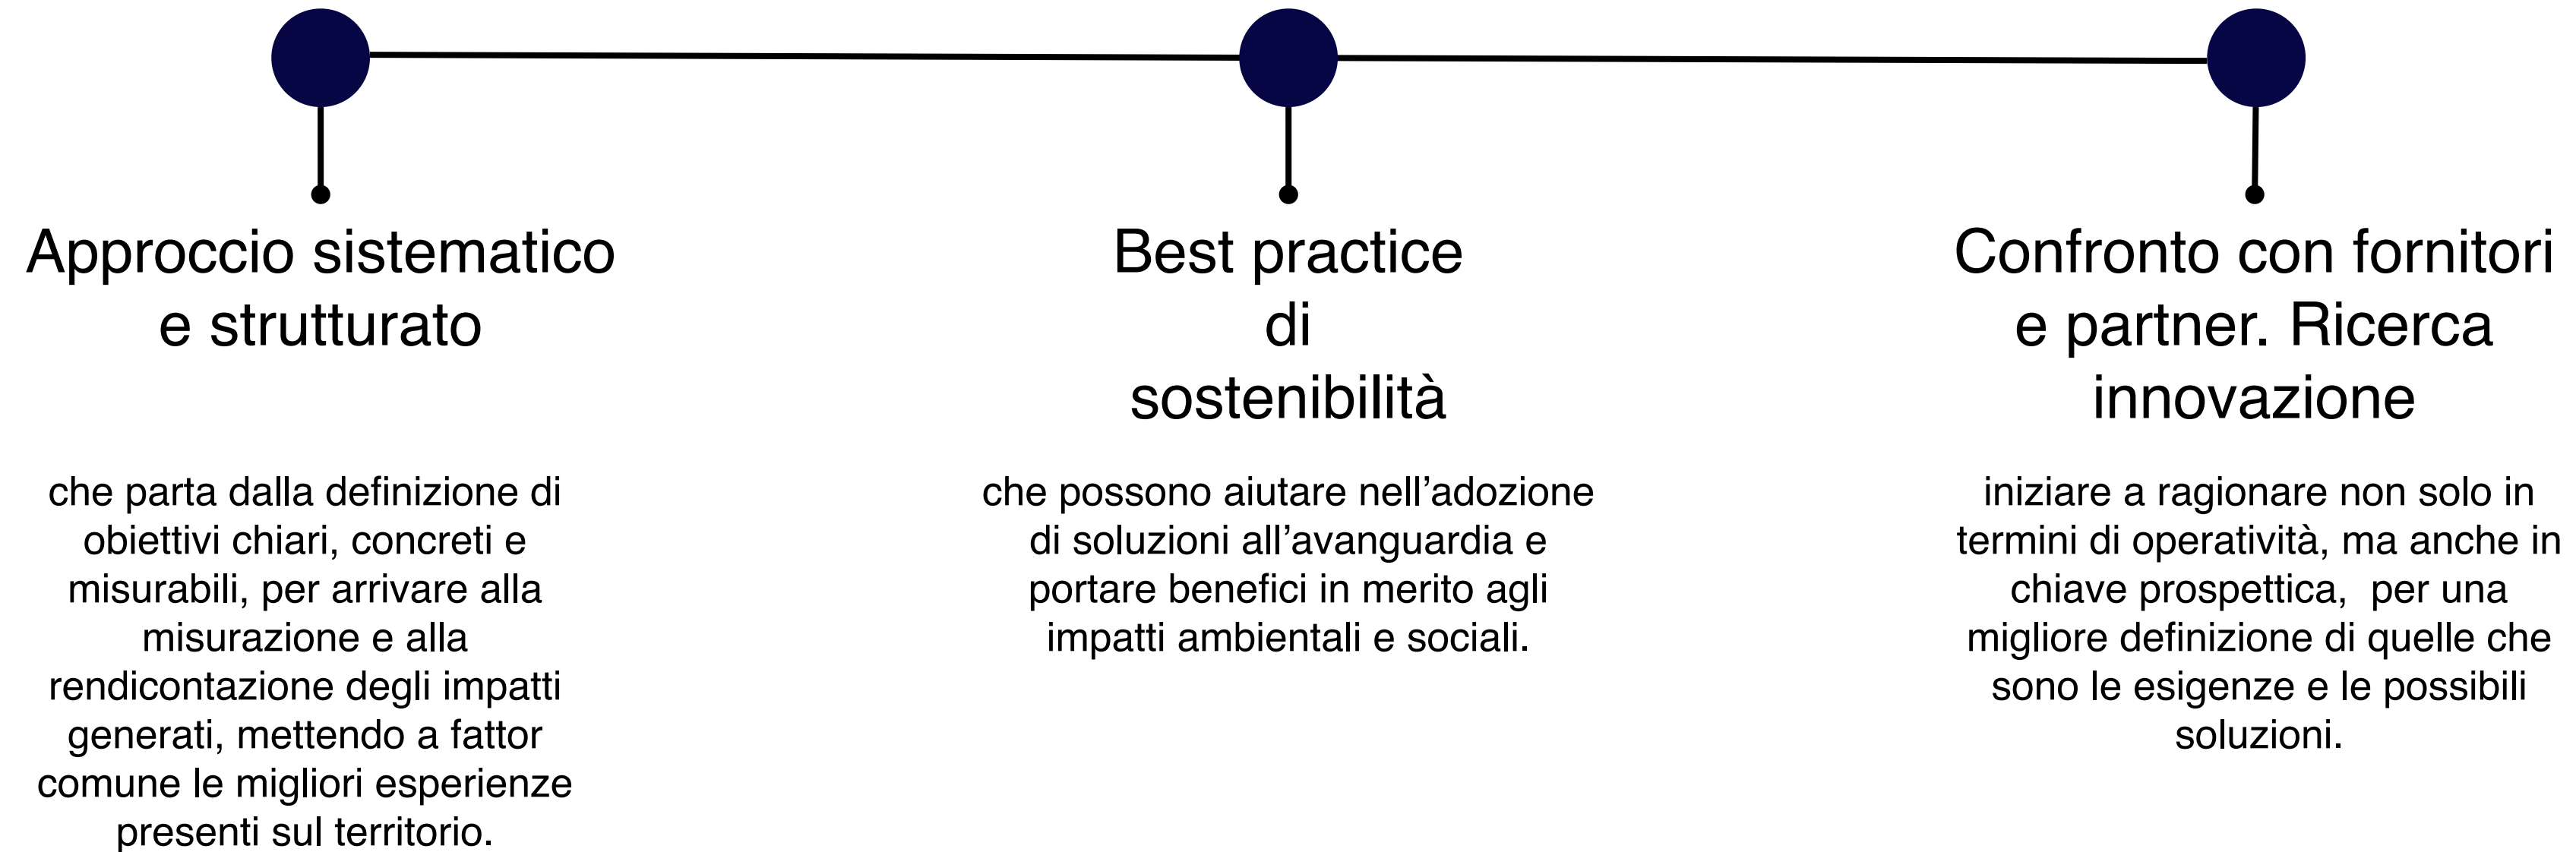 Approccio sistematico
e strutturato
che parta dalla definizione di
obiettivi chiari, concreti e
misurabili, per arrivare alla
misurazione e alla
rendicontazione degli impatti
generati, mettendo a fattor
comune le migliori esperienze
presenti sul territorio.
Best practice
di
sostenibilità
che possono aiutare nell’adozione
di soluzioni all’avanguardia e
portare benefici in merito agli
impatti ambientali e sociali.
Confronto con fornitori
e partner. Ricerca
innovazione
iniziare a ragionare non solo in
termini di operatività, ma anche in
chiave prospettica,  per una
migliore definizione di quelle che
sono le esigenze e le possibili
soluzioni.